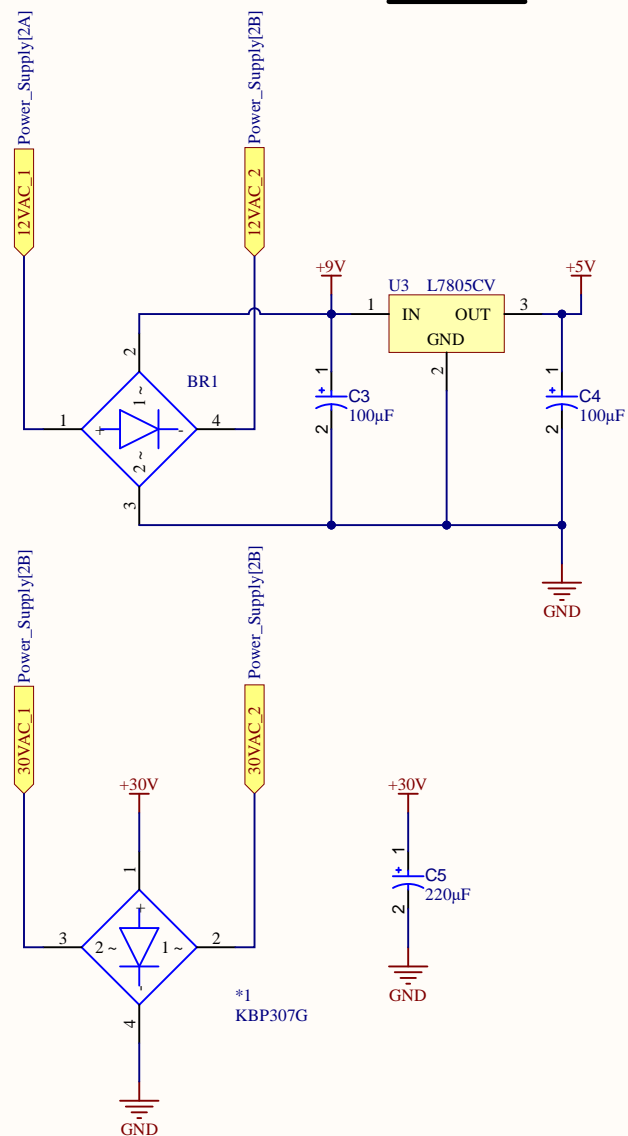 Power_Supply[2A]
Power_Supply[2B]
12VAC_1
12VAC_2
+9V
U3 L7805CV
+5V
1 IN OUT 3
GND
2
2
BR1
1
1 ~
+ -
2 ~
4
3
1
+ C3
100µF
2
1
+ C4
100µF
2
GND
Power_Supply[2B]
Power_Supply[2B]
30VAC_1
30VAC_2
+30V
+30V
1
+
3 2 ~ 1 ~ 2
-
4
*1
KBP307G
1
+ C5
220µF
2
GND
GND